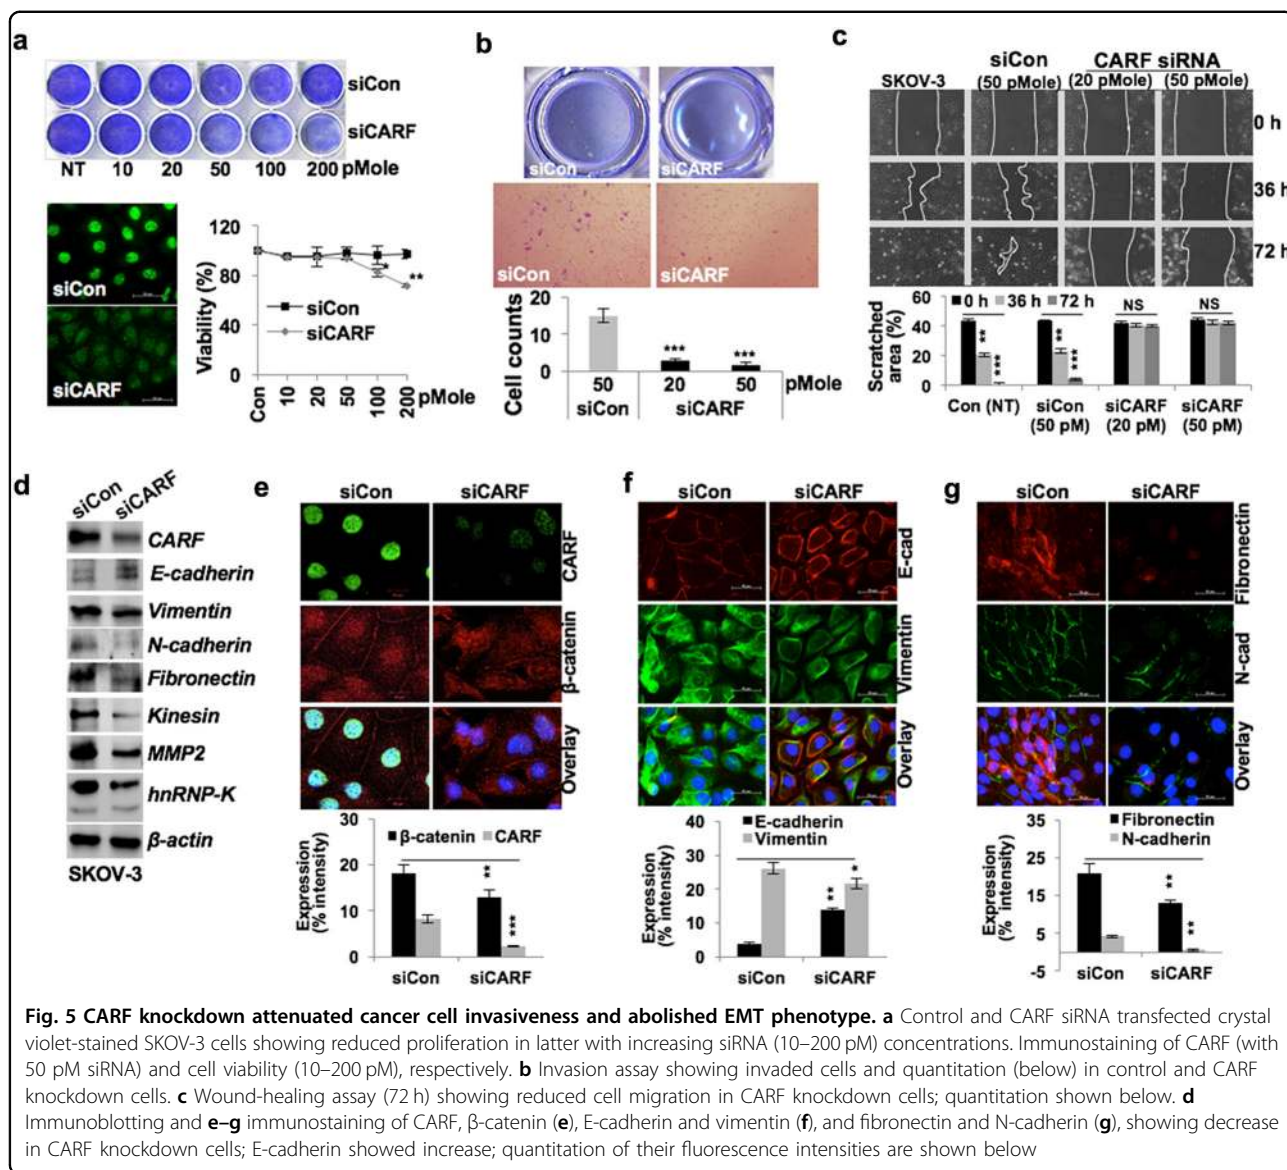 a
siCon
siCARF
NT 10 20 50 100 200 pMole
siCon
siCARF
120
80
40
0
Viability (%)
siCon
siCARF
*
**
Con 10 20 50 100 200 pMole
b
siCon siCARF
siCon siCARF
20
10
0
Cell counts
*** ***
50 20 50 pMole
siCon siCARF
c
siCon CARF siRNA
SKOV-3 (50 pMole) (20 pMole) (50 pMole)
0 h
36 h
72 h
60
40
20
0
Scratched
area (%)
0 h 36 h 72 h
** *** ** *** NS NS
Con (NT) siCon siCARF siCARF
(50 pM) (20 pM) (50 pM)
d
siCon siCARF
CARF
E-cadherin
Vimentin
N-cadherin
Fibronectin
Kinesin
MMP2
hnRNP-K
β-actin
SKOV-3
e
siCon siCARF
CARF
β-catenin
Overlay
30
20
10
0
Expression
(% intensity)
β-catenin CARF
** ***
siCon siCARF
f
siCon siCARF
E-cad
Vimentin
Overlay
40
30
20
10
0
Expression
(% intensity)
E-cadherin
Vimentin
** *
siCon siCARF
g
siCon siCARF
Fibronectin
N-cad
Overlay
25
15
5
-5
Expression
(% intensity)
Fibronectin
N-cadherin
** **
siCon siCARF
Fig. 5 CARF knockdown attenuated cancer cell invasiveness and abolished EMT phenotype. a Control and CARF siRNA transfected crystal
violet-stained SKOV-3 cells showing reduced proliferation in latter with increasing siRNA (10–200 pM) concentrations. Immunostaining of CARF (with
50 pM siRNA) and cell viability (10–200 pM), respectively. b Invasion assay showing invaded cells and quantitation (below) in control and CARF
knockdown cells. c Wound-healing assay (72 h) showing reduced cell migration in CARF knockdown cells; quantitation shown below. d
Immunoblotting and e–g immunostaining of CARF, β-catenin (e), E-cadherin and vimentin (f), and fibronectin and N-cadherin (g), showing decrease
in CARF knockdown cells; E-cadherin showed increase; quantitation of their fluorescence intensities are shown below